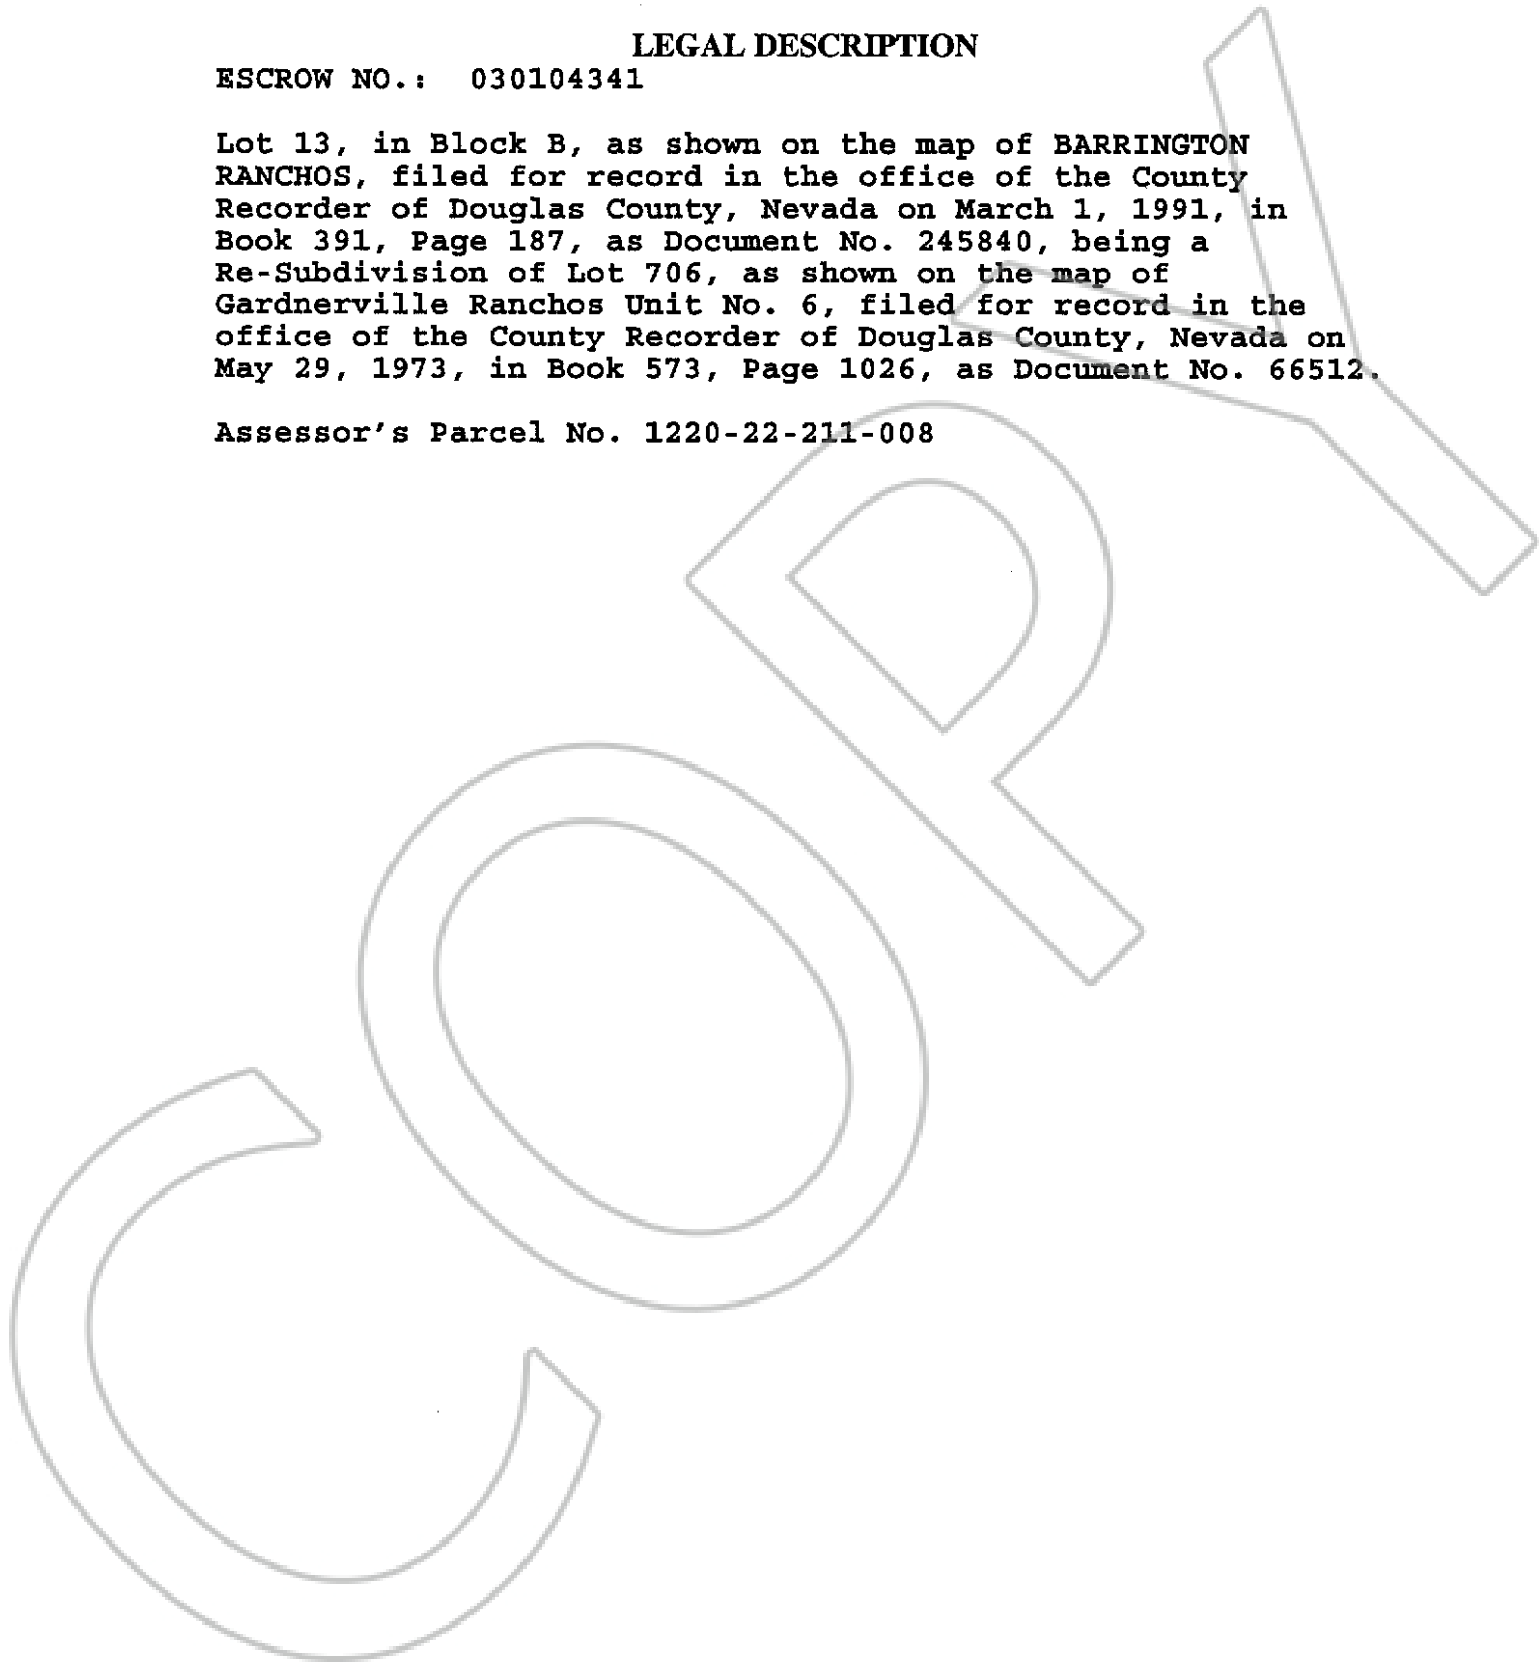 LEGAL DESCRIPTION
ESCROW NO.: 030104341
Lot 13, in Block B, as shown on the map of BARRINGTON
RANCHOS, filed for record in the office of the County
Recorder of Douglas County, Nevada on March 1, 1991, in
Book 391, Page 187, as Document No. 245840, being a
Re-Subdivision of Lot 706, as shown on the map of
Gardnerville Ranchos Unit No. 6, filed for record in the
office of the County Recorder of Douglas County, Nevada on
May 29, 1973, in Book 573, Page 1026, as Document No. 66512.
Assessor's Parcel No. 1220-22-211-008
COPY